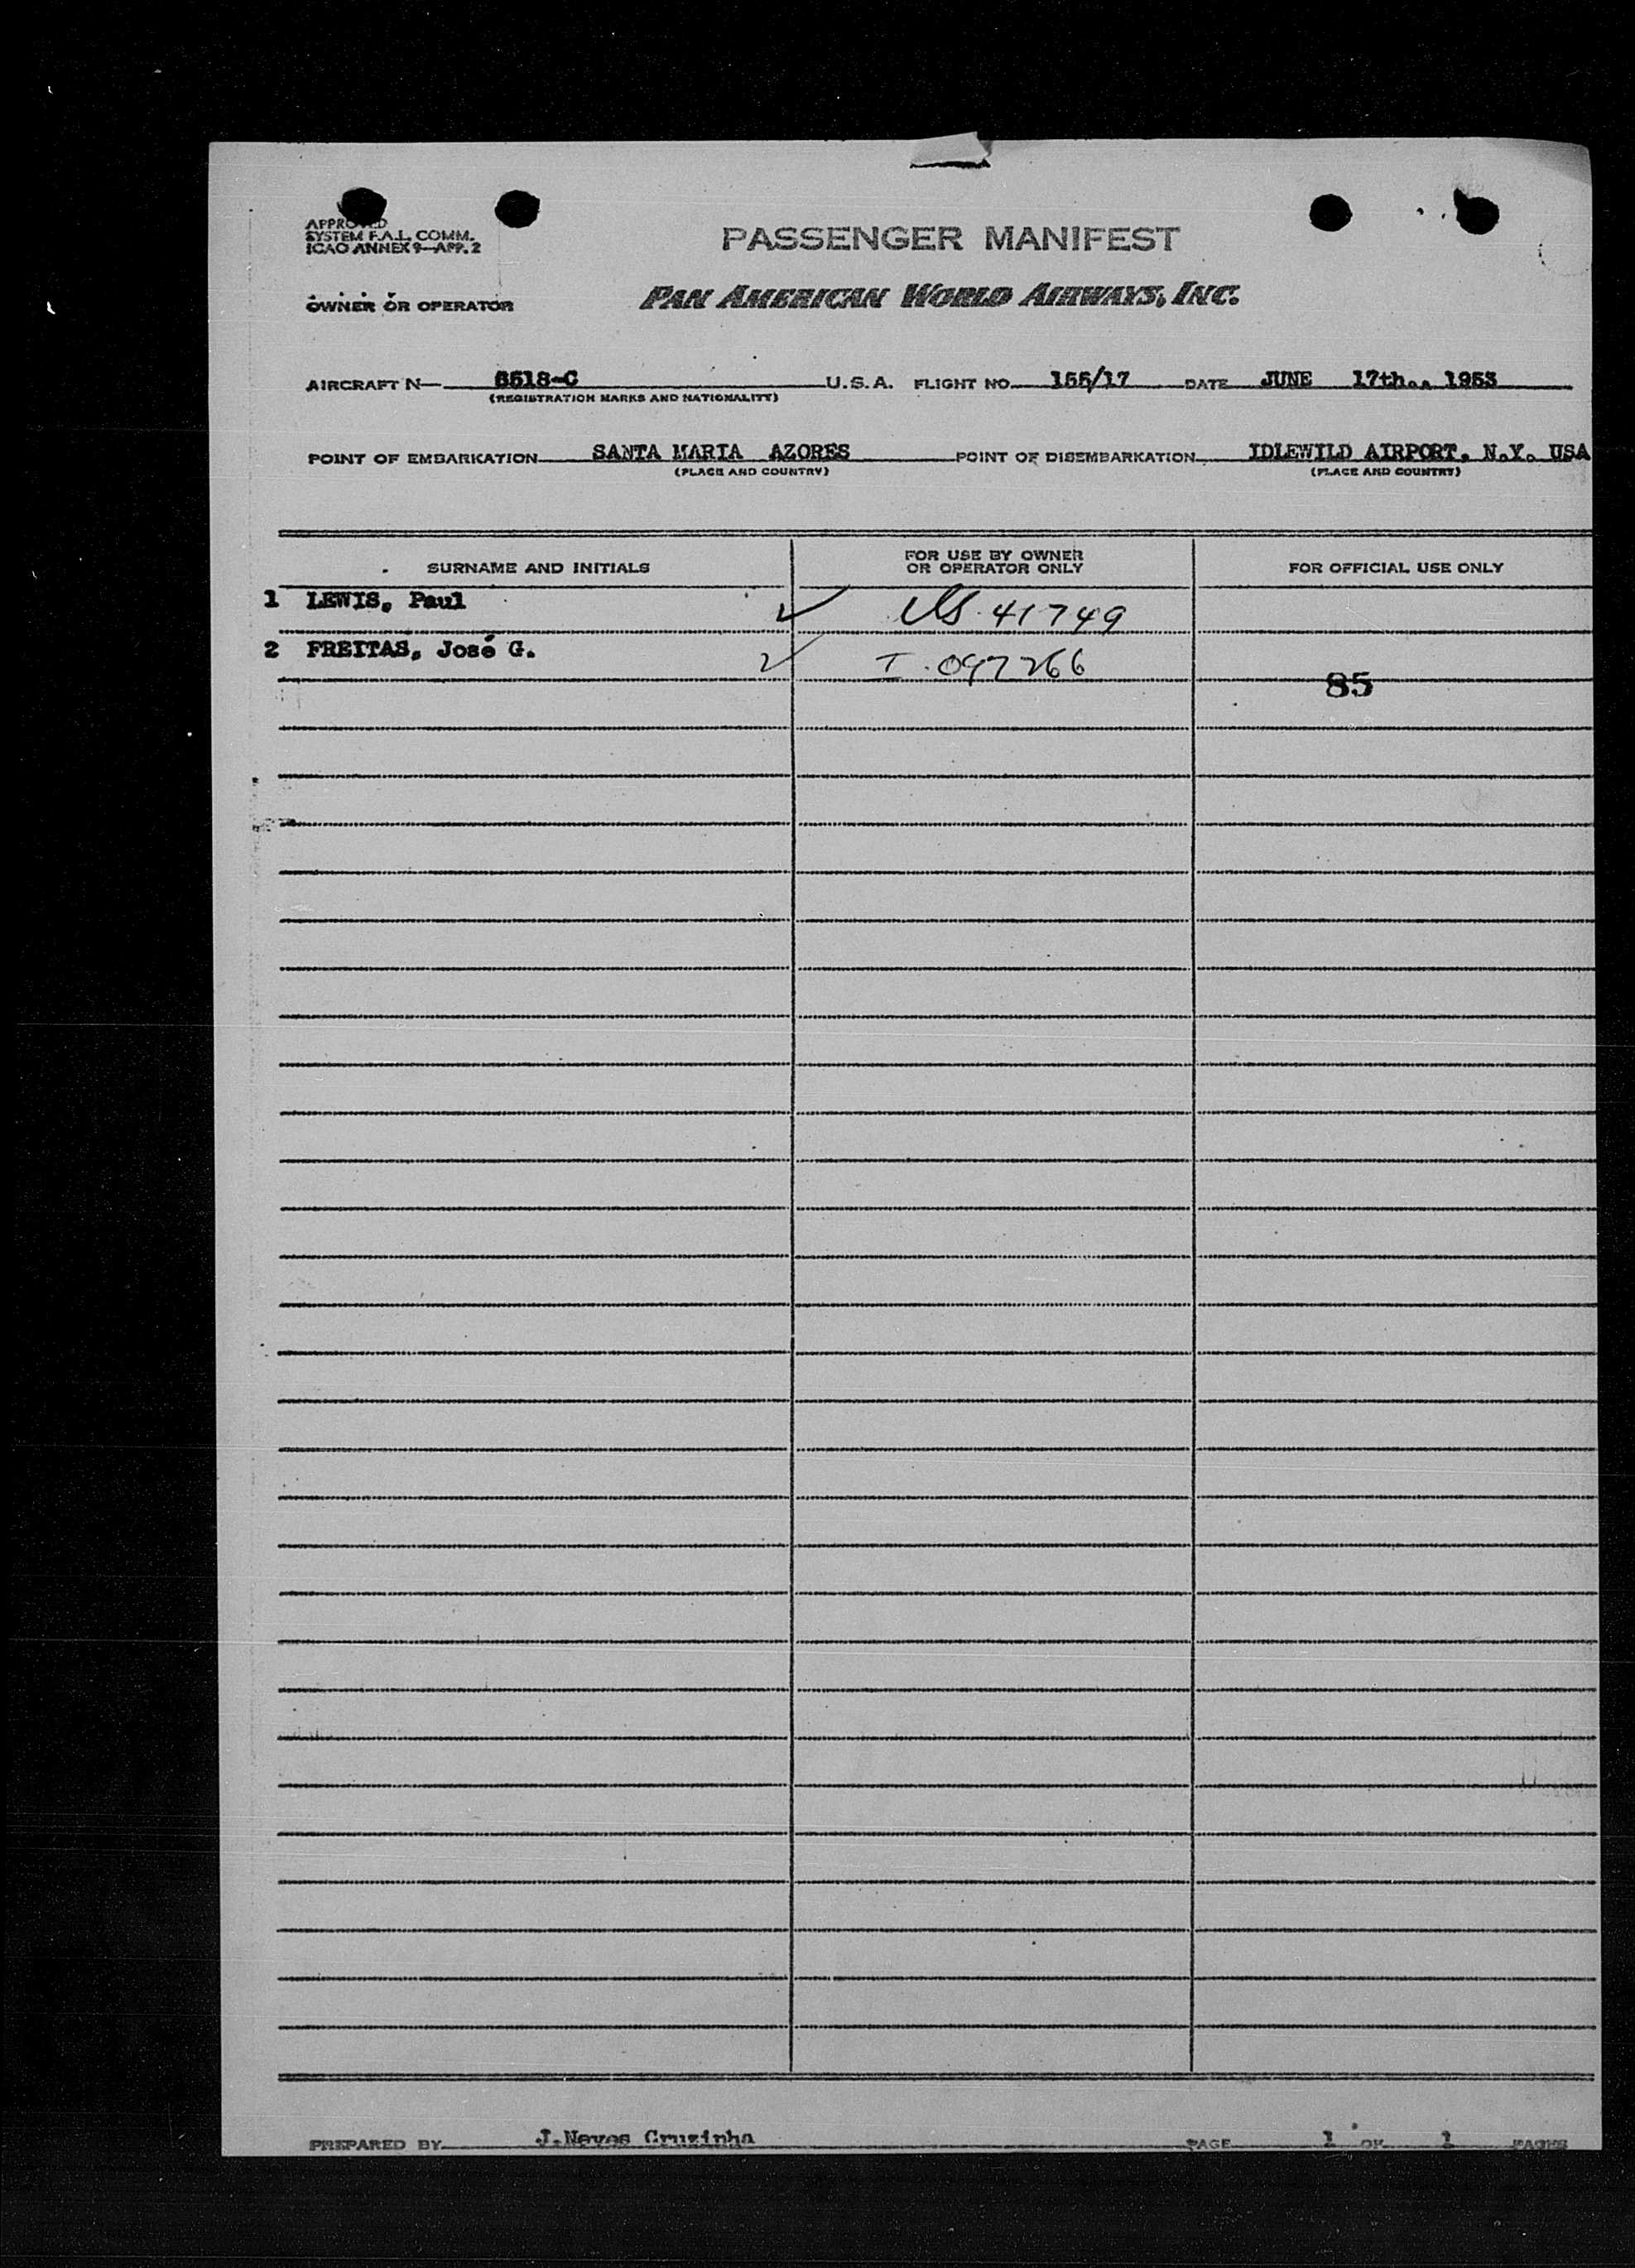 APPROVED
SYSTEM F.A.L. COMM.
ICAO ANNEX 9—APP. 2
PASSENGER MANIFEST
OWNER OR OPERATOR PAN AMERICAN WORLD AIRWAYS, INC.
AIRCRAFT N— 6518-C U.S.A. FLIGHT NO. 155/17 DATE JUNE 17th., 1953
(REGISTRATION MARKS AND NATIONALITY)
POINT OF EMBARKATION SANTA MARIA AZORES POINT OF DISEMBARKATION IDLEWILD AIRPORT, N.Y. USA
(PLACE AND COUNTRY) (PLACE AND COUNTRY)
SURNAME AND INITIALS FOR USE BY OWNER OR OPERATOR ONLY FOR OFFICIAL USE ONLY
1 LEWIS, Paul ✓ 41749
2 FREITAS, José G. ✓ I-097266
85
PREPARED BY J.Neves Cruzinha PAGE 1 OF 1 PAGES